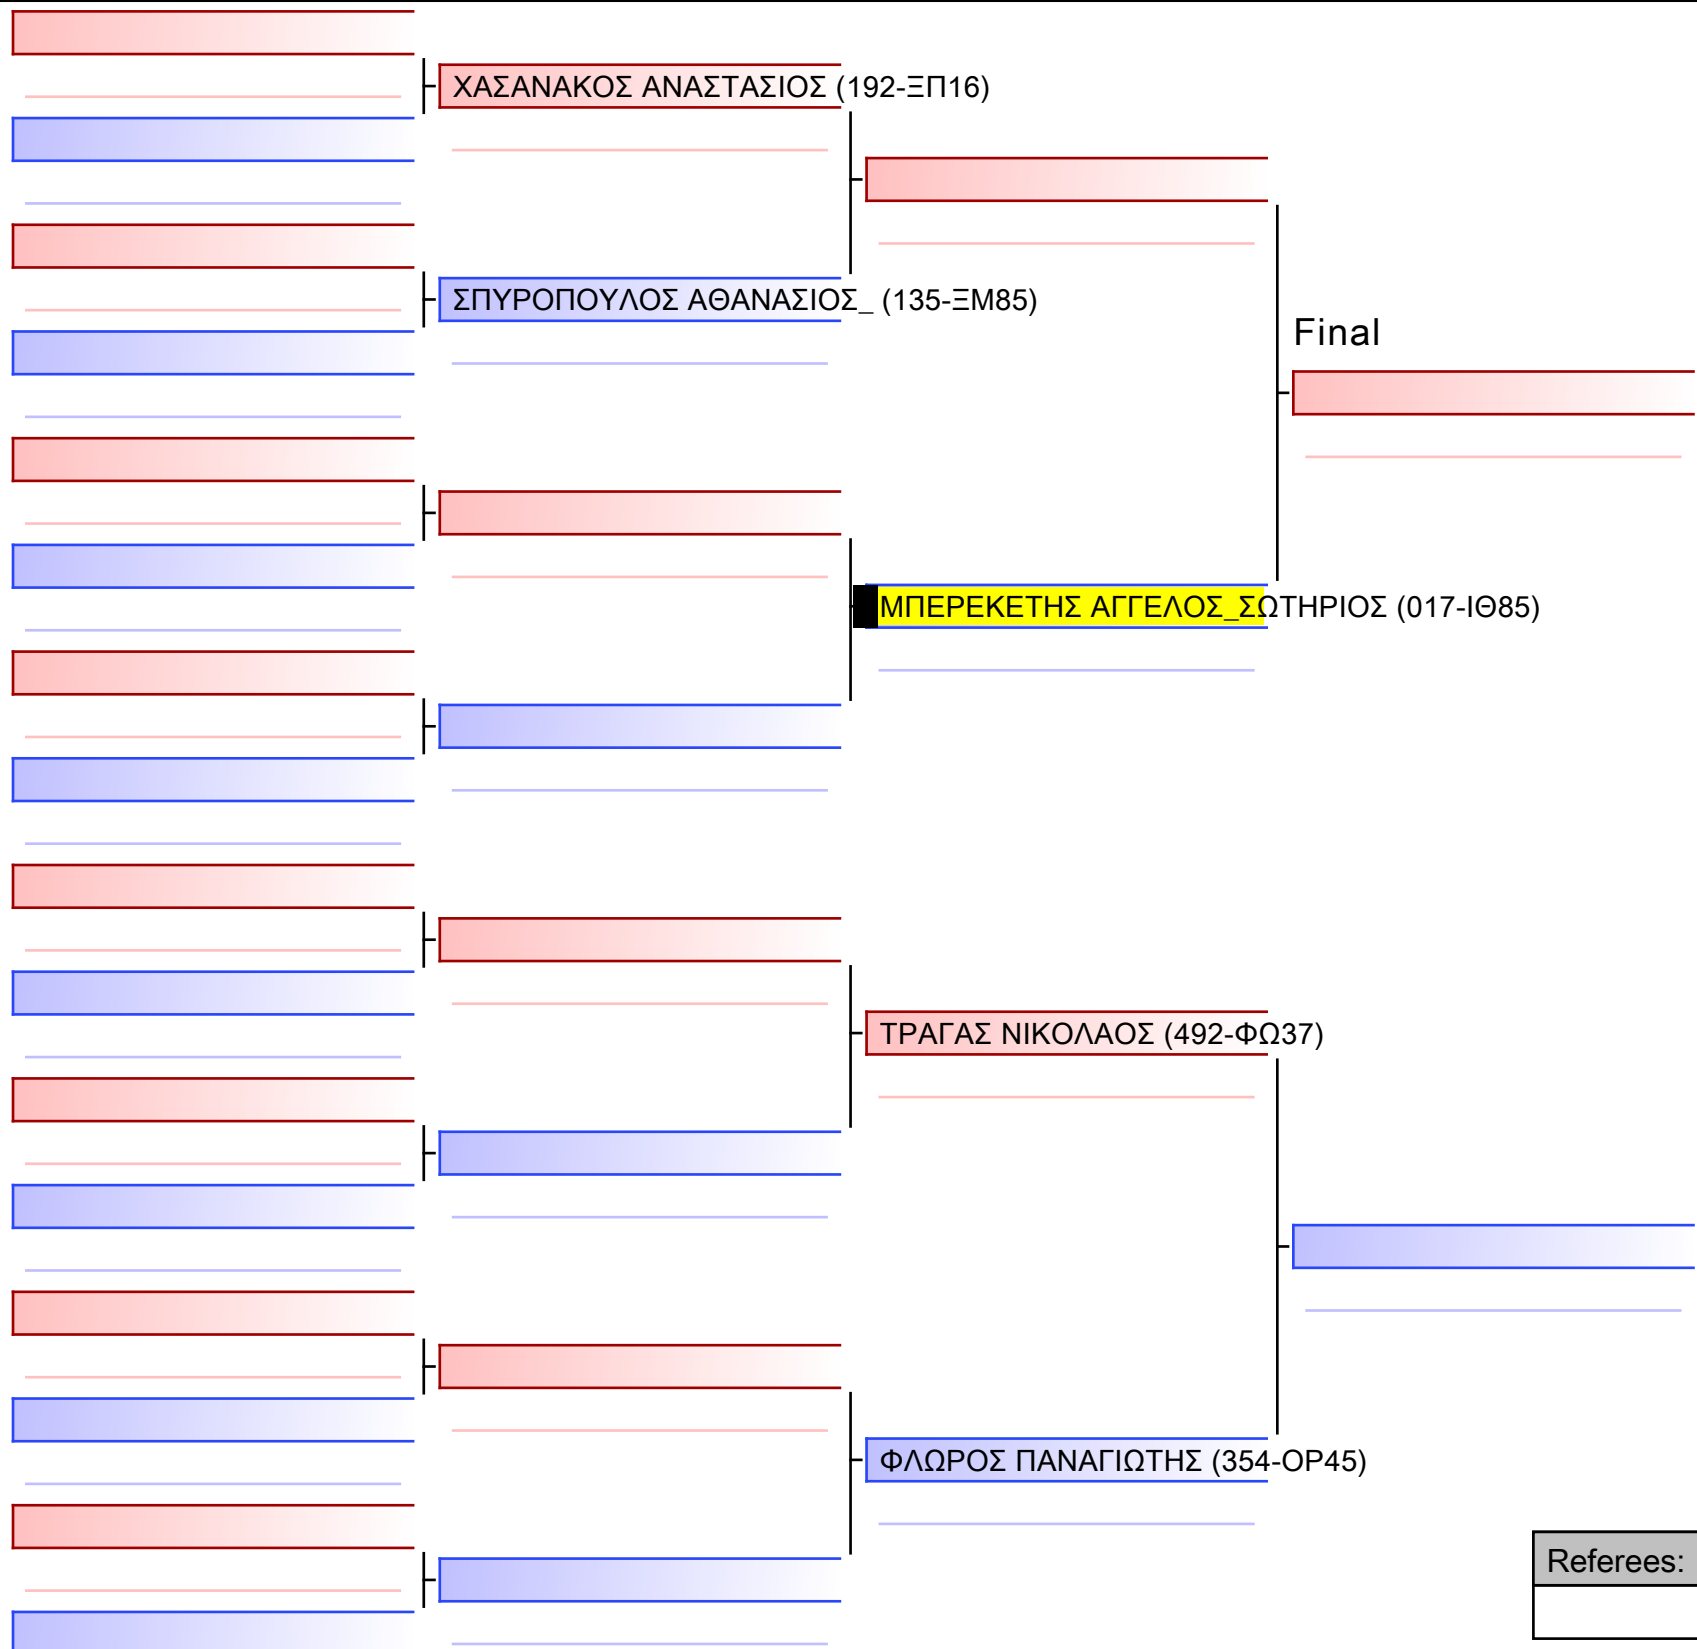 ΧΑΣΑΝΑΚΟΣ ΑΝΑΣΤΑΣΙΟΣ (192-ΞΠ16)
ΣΠΥΡΟΠΟΥΛΟΣ ΑΘΑΝΑΣΙΟΣ_ (135-ΞΜ85)
Final
ΜΠΕΡΕΚΕΤΗΣ ΑΓΓΕΛΟΣ_ΣΩΤΗΡΙΟΣ (017-ΙΘ85)
ΤΡΑΓΑΣ ΝΙΚΟΛΑΟΣ (492-ΦΩ37)
ΦΛΩΡΟΣ ΠΑΝΑΓΙΩΤΗΣ (354-ΟΡ45)
Referees: